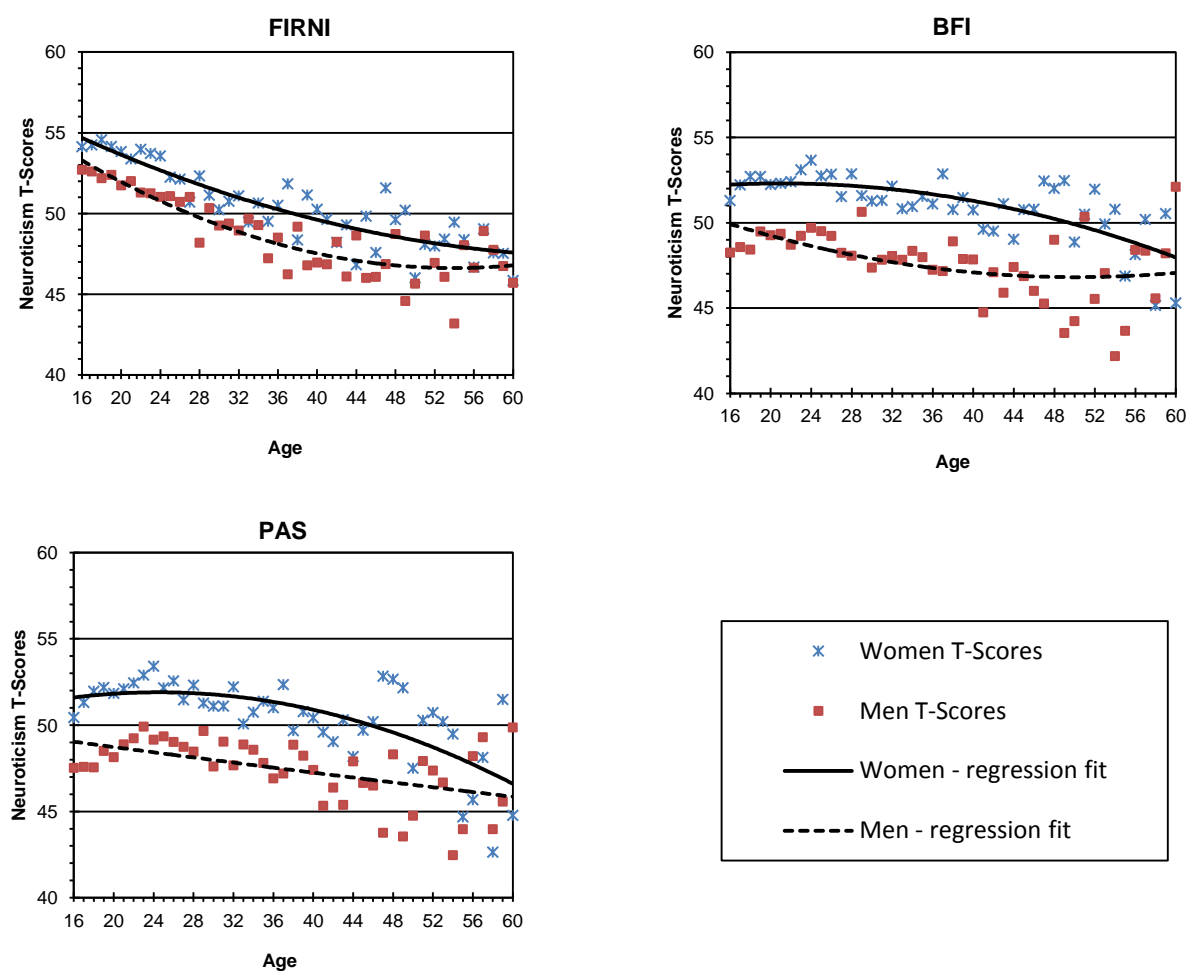 FIRNI
60
55
50
45
40
Neuroticism T-Scores
16 20 24 28 32 36 40 44 48 52 56 60
Age
BFI
60
55
50
45
40
Neuroticism T-Scores
16 20 24 28 32 36 40 44 48 52 56 60
Age
PAS
60
55
50
45
40
Neuroticism T-Scores
16 20 24 28 32 36 40 44 48 52 56 60
Age
Women T-Scores
Men T-Scores
Women - regression fit
Men - regression fit